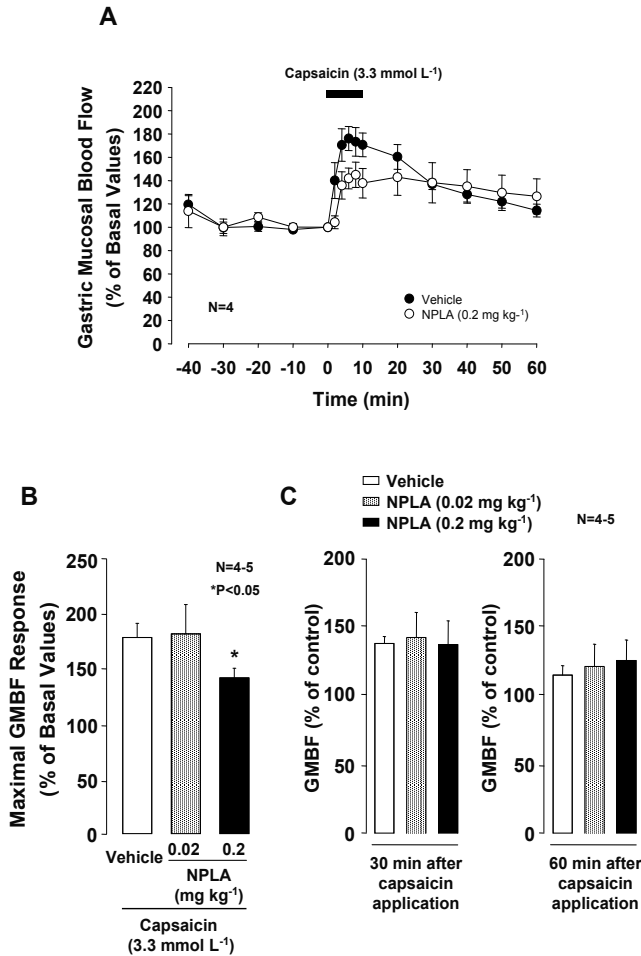 A
Capsaicin (3.3 mmol L⁻¹)
Gastric Mucosal Blood Flow
(% of Basal Values)
220
200
180
160
140
120
100
80
60
40
20
0
N=4
Vehicle
NPLA (0.2 mg kg⁻¹)
-40 -30 -20 -10 0 10 20 30 40 50 60
Time (min)
B
Maximal GMBF Response
(% of Basal Values)
250
200
150
100
50
0
N=4-5
*P<0.05
*
Vehicle 0.02 0.2
NPLA
(mg kg⁻¹)
Capsaicin
(3.3 mmol L⁻¹)
C
Vehicle
NPLA (0.02 mg kg⁻¹)
NPLA (0.2 mg kg⁻¹)
N=4-5
GMBF (% of control)
200
150
100
50
0
30 min after
capsaicin
application
GMBF (% of control)
200
150
100
50
0
60 min after
capsaicin
application